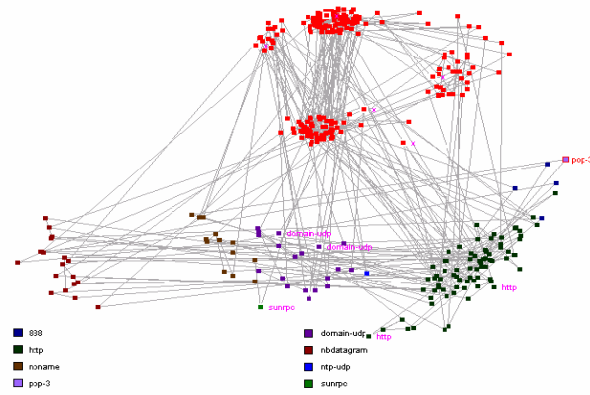 x
x
x
pop-3
domain-udp
domain-udp
http
sunrpc
http
838
http
noname
pop-3
domain-udp
nbdatagram
ntp-udp
sunrpc